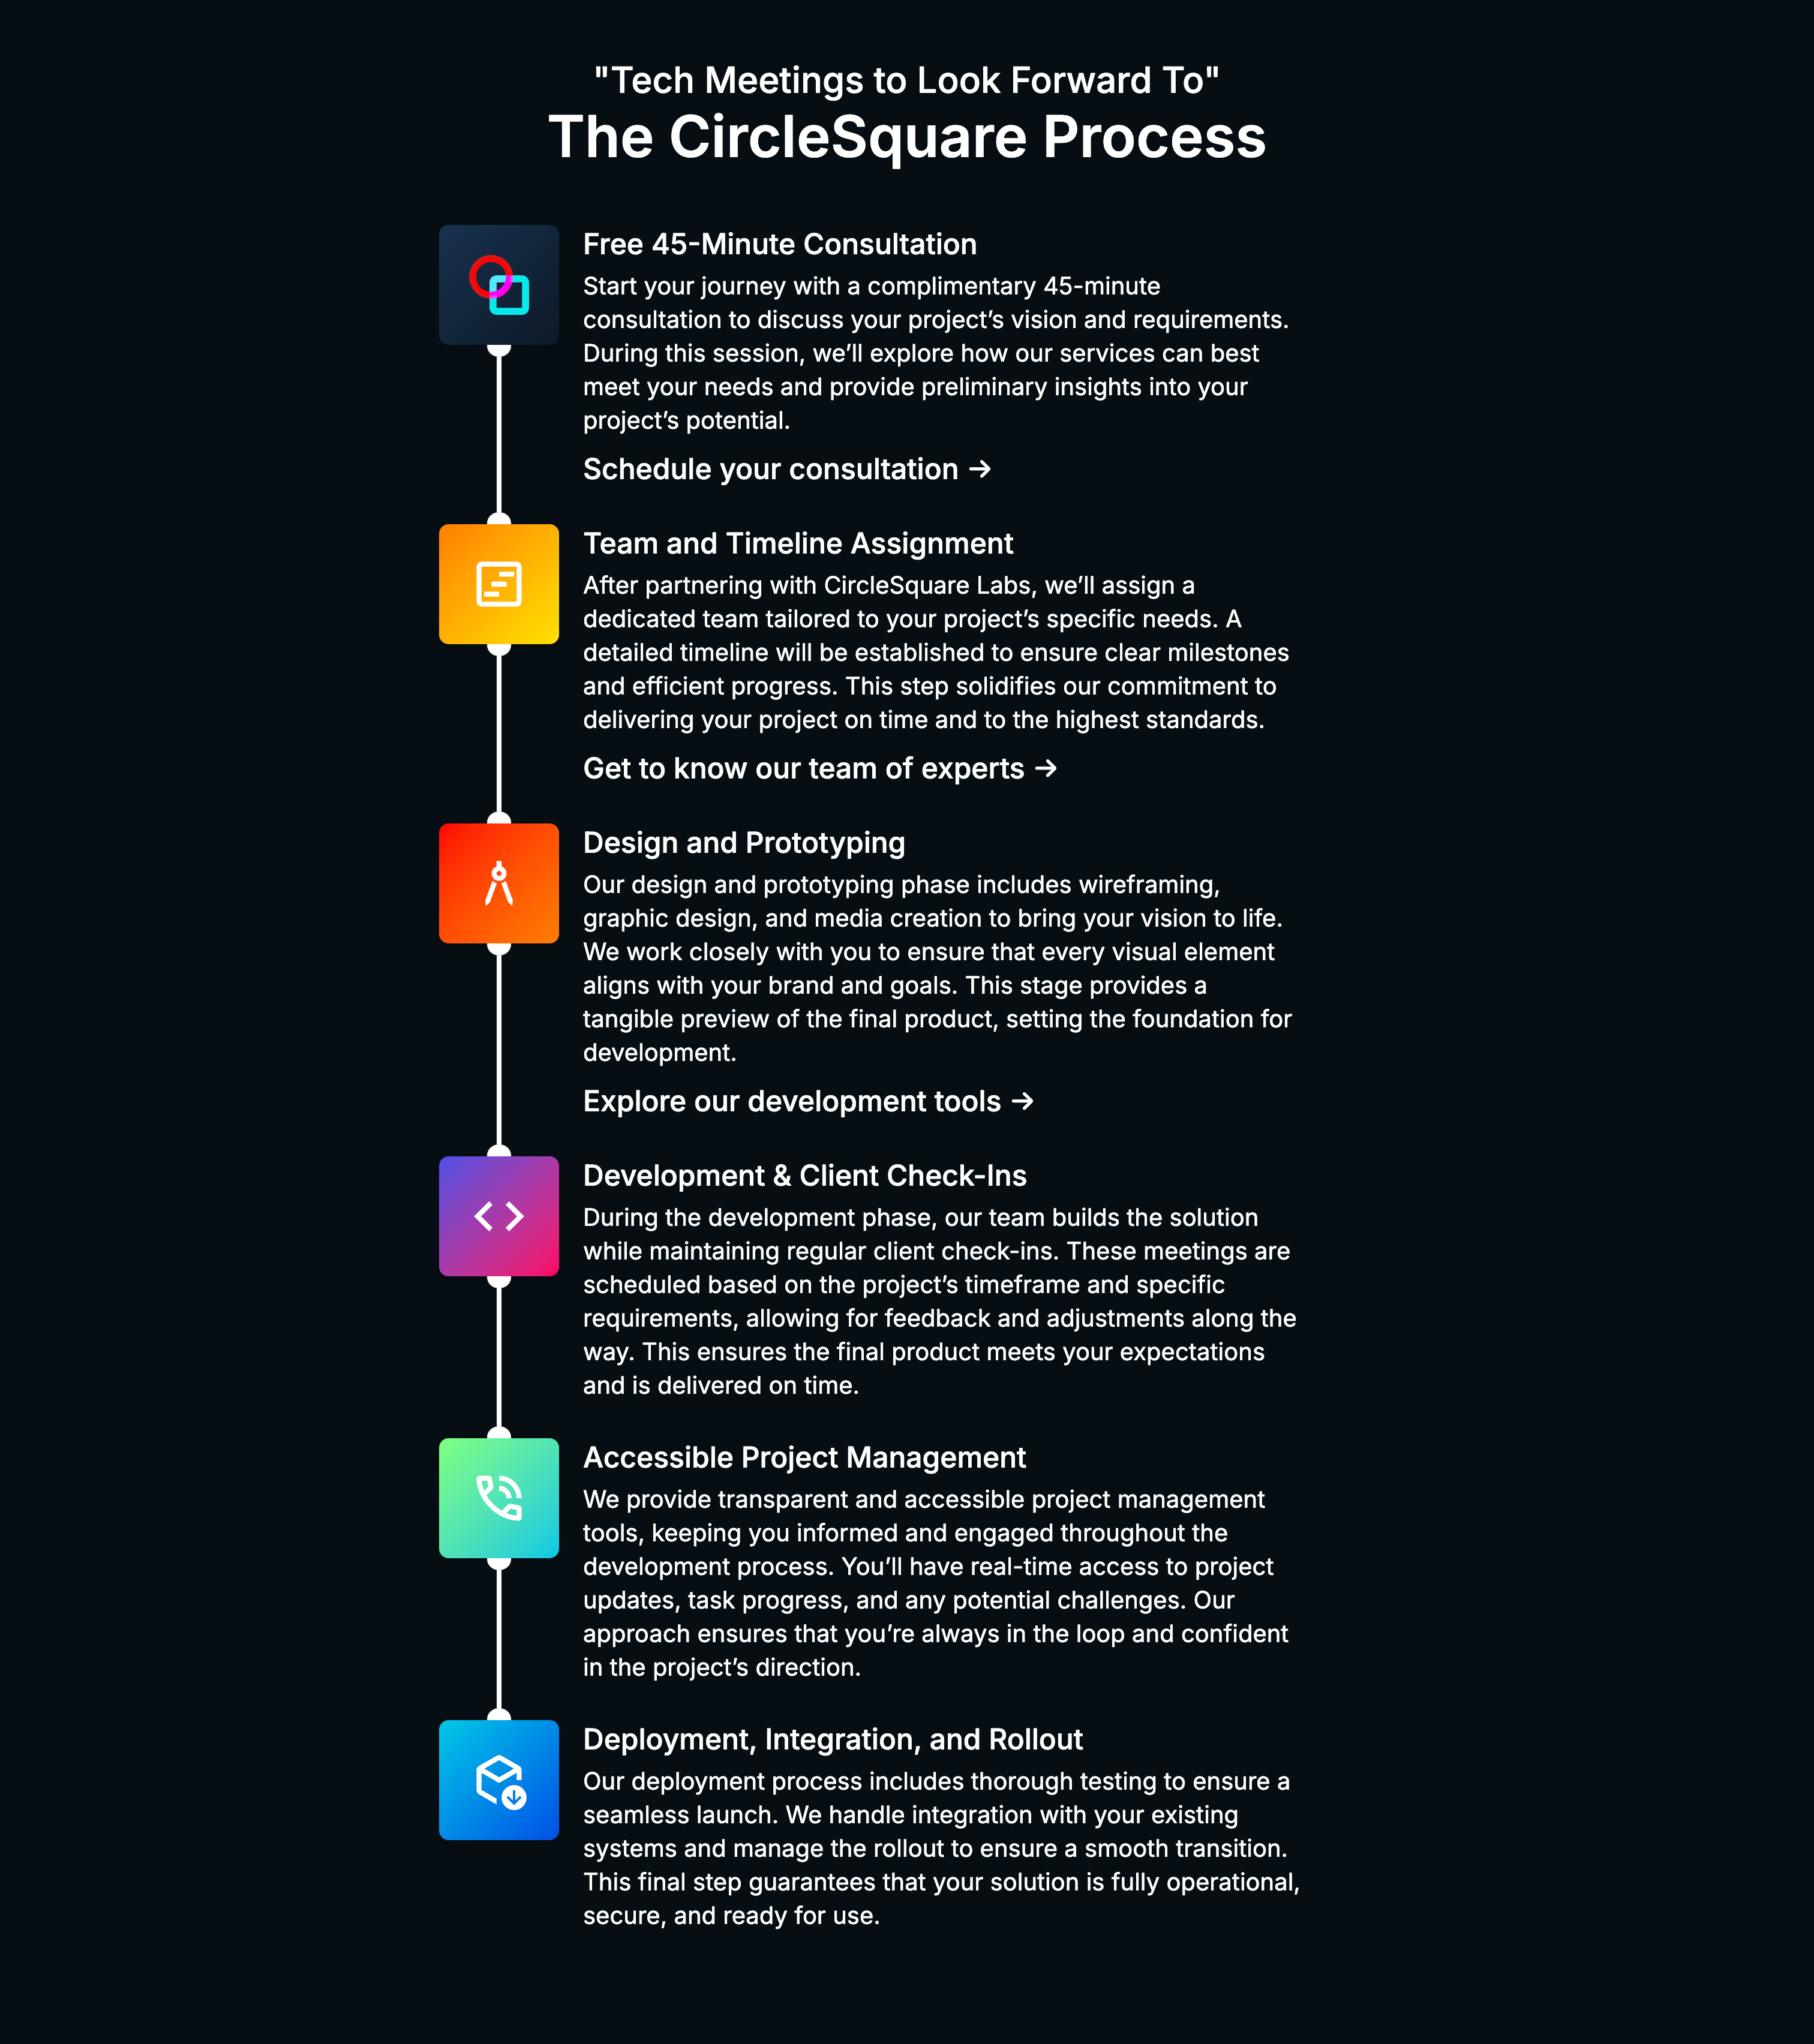 "Tech Meetings to Look Forward To"
The CircleSquare Process
Free 45-Minute Consultation
Start your journey with a complimentary 45-minute
consultation to discuss your project’s vision and requirements.
During this session, we’ll explore how our services can best
meet your needs and provide preliminary insights into your
project’s potential.
Schedule your consultation →
Team and Timeline Assignment
After partnering with CircleSquare Labs, we’ll assign a
dedicated team tailored to your project’s specific needs. A
detailed timeline will be established to ensure clear milestones
and efficient progress. This step solidifies our commitment to
delivering your project on time and to the highest standards.
Get to know our team of experts →
Design and Prototyping
Our design and prototyping phase includes wireframing,
graphic design, and media creation to bring your vision to life.
We work closely with you to ensure that every visual element
aligns with your brand and goals. This stage provides a
tangible preview of the final product, setting the foundation for
development.
Explore our development tools →
Development & Client Check-Ins
During the development phase, our team builds the solution
while maintaining regular client check-ins. These meetings are
scheduled based on the project’s timeframe and specific
requirements, allowing for feedback and adjustments along the
way. This ensures the final product meets your expectations
and is delivered on time.
Accessible Project Management
We provide transparent and accessible project management
tools, keeping you informed and engaged throughout the
development process. You’ll have real-time access to project
updates, task progress, and any potential challenges. Our
approach ensures that you’re always in the loop and confident
in the project’s direction.
Deployment, Integration, and Rollout
Our deployment process includes thorough testing to ensure a
seamless launch. We handle integration with your existing
systems and manage the rollout to ensure a smooth transition.
This final step guarantees that your solution is fully operational,
secure, and ready for use.